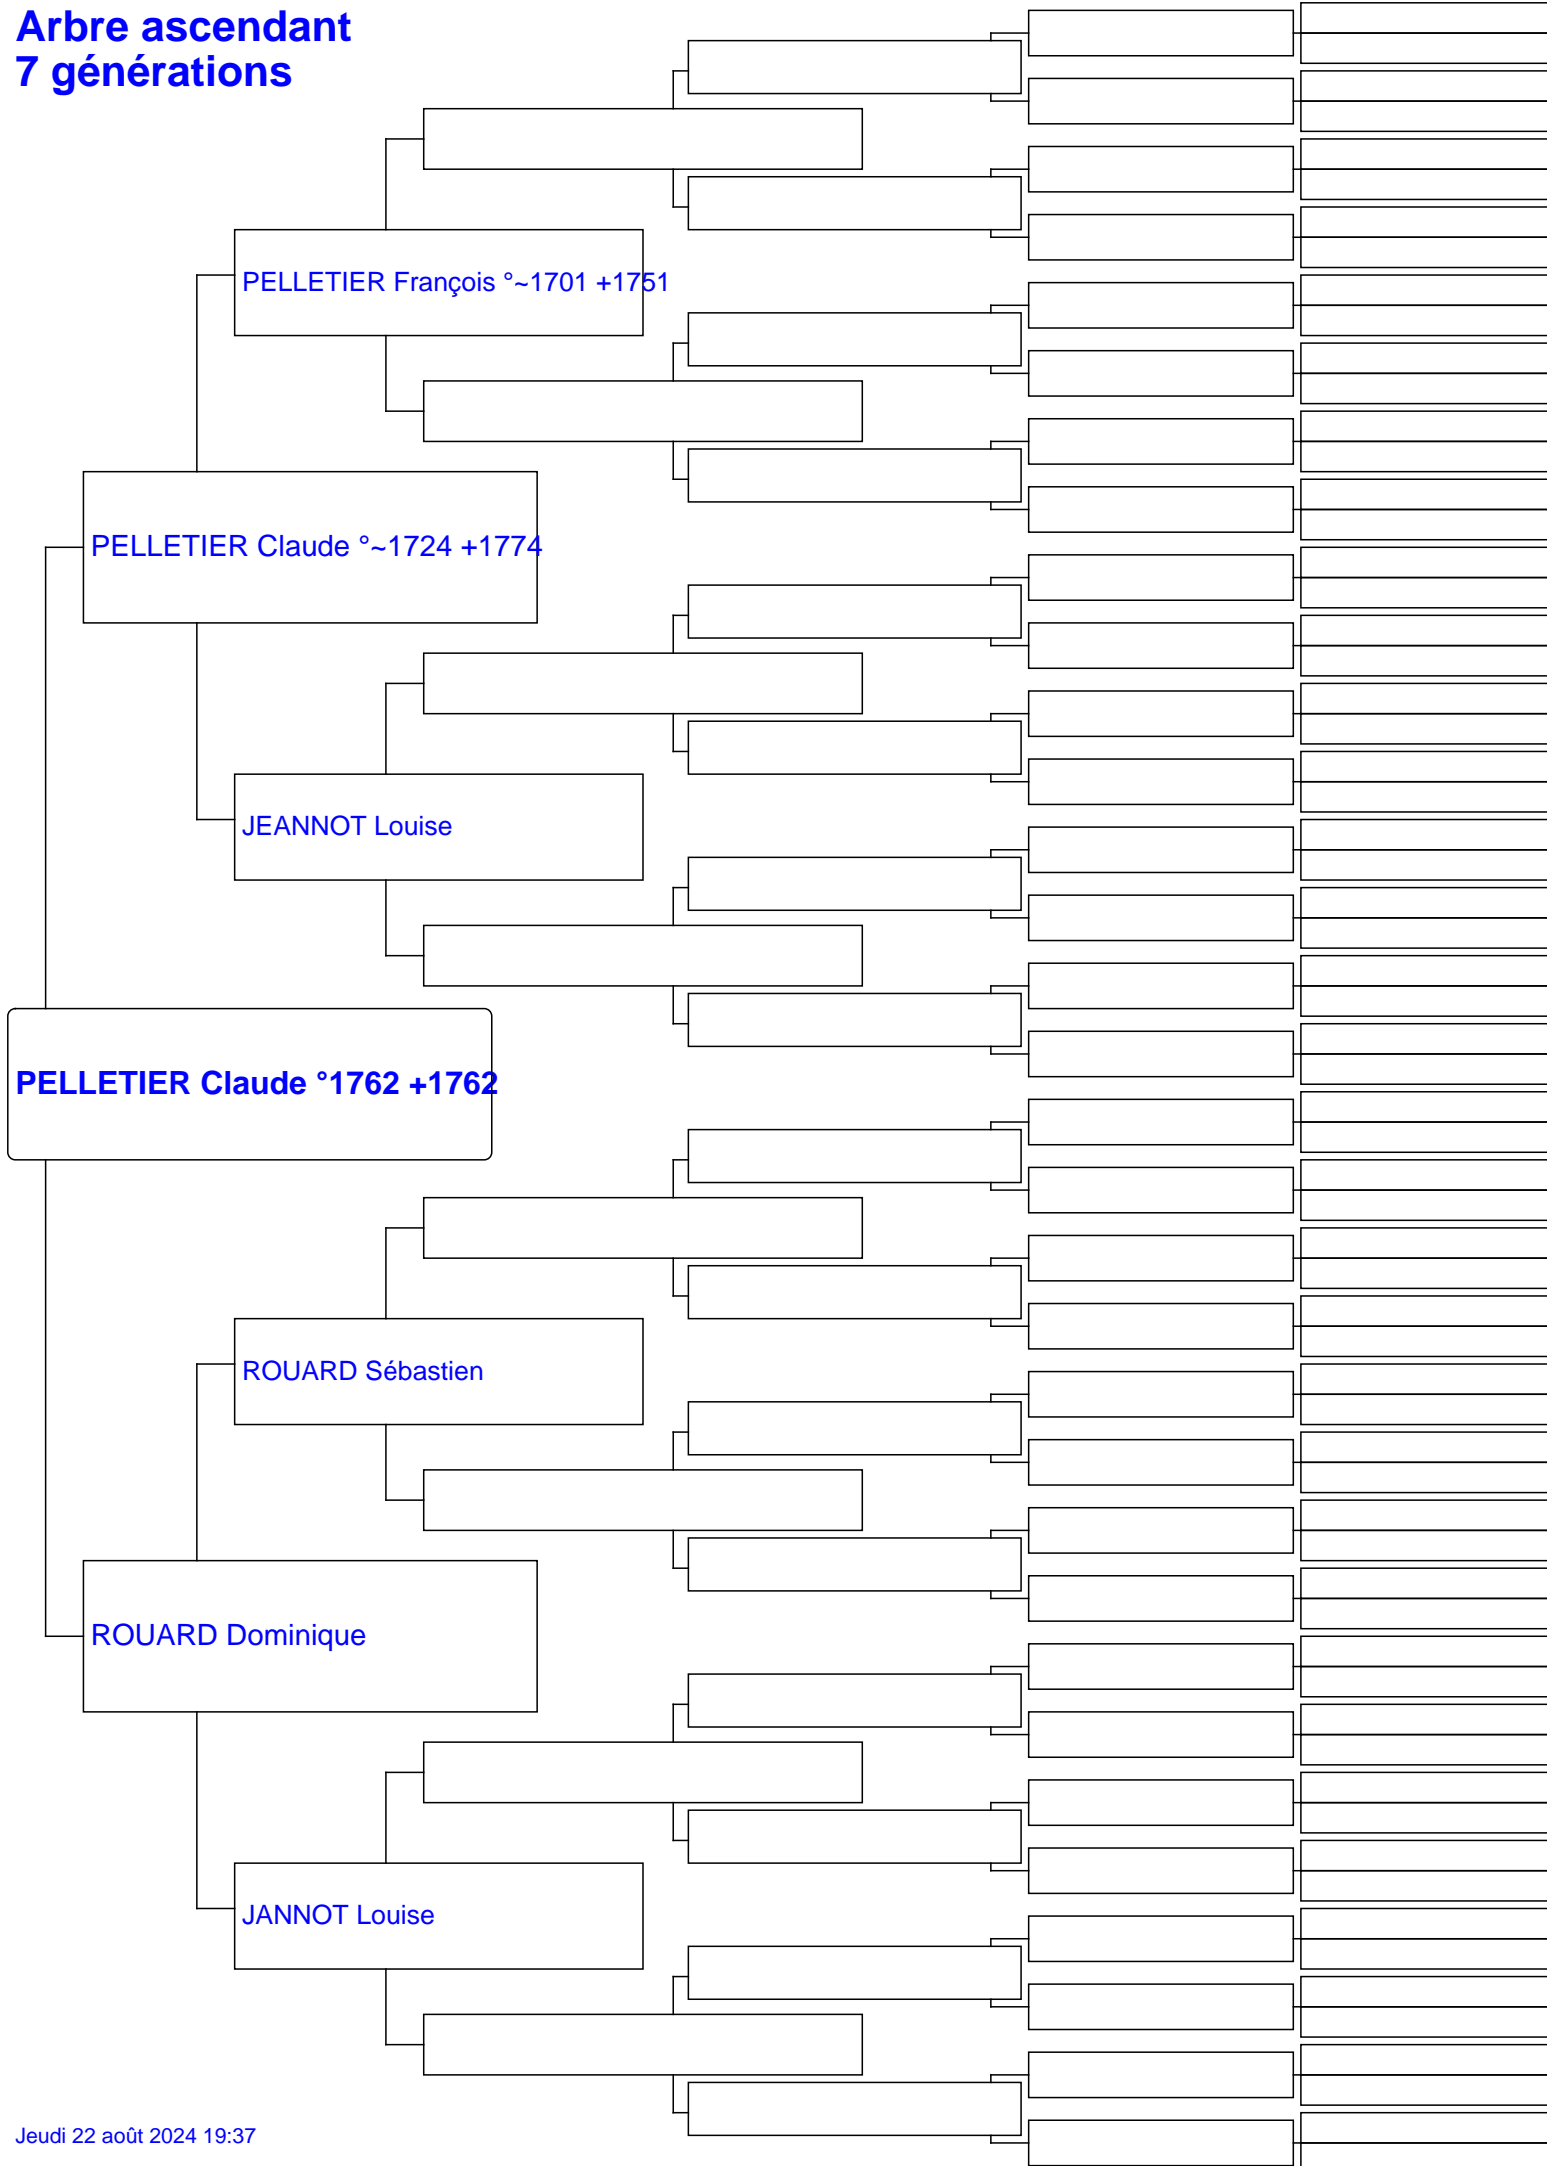 Arbre ascendant
7 générations
PELLETIER François °~1701 +1751
PELLETIER Claude °~1724 +1774
JEANNOT Louise
PELLETIER Claude °1762 +1762
ROUARD Sébastien
ROUARD Dominique
JANNOT Louise
Jeudi 22 août 2024 19:37